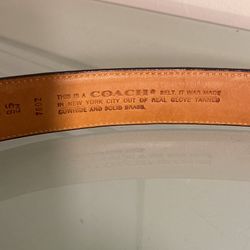 THIS IS A COACH® BELT. IT WAS MADE
IN NEW YORK CITY OUT OF REAL GLOVE TANNED
COWHIDE AND SOLID BRASS.